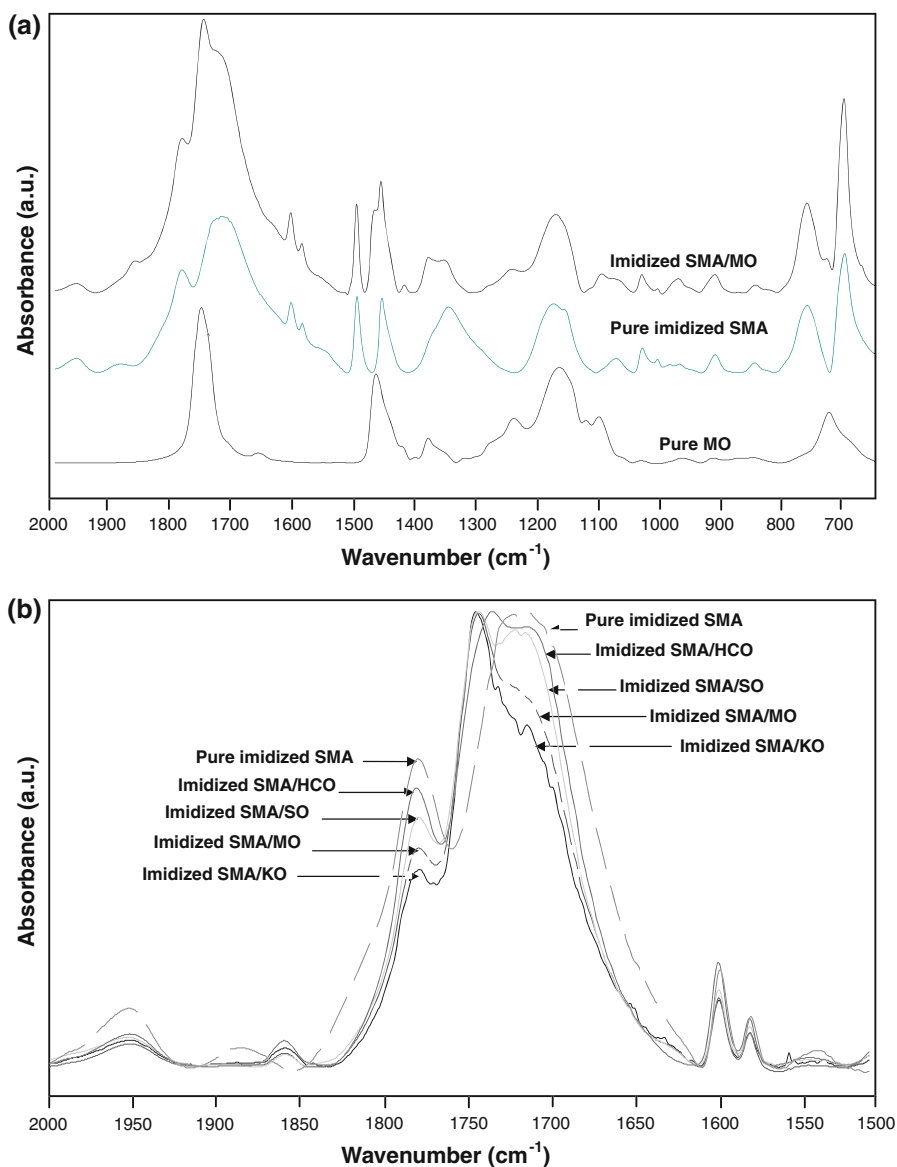 (a)
Absorbance (a.u.)
Imidized SMA/MO
Pure imidized SMA
Pure MO
2000 1900 1800 1700 1600 1500 1400 1300 1200 1100 1000 900 800 700
Wavenumber (cm-1)
(b)
Absorbance (a.u.)
Pure imidized SMA
Imidized SMA/HCO
Imidized SMA/SO
Imidized SMA/MO
Imidized SMA/KO
Pure imidized SMA
Imidized SMA/HCO
Imidized SMA/SO
Imidized SMA/MO
Imidized SMA/KO
2000 1950 1900 1850 1800 1750 1700 1650 1600 1550 1500
Wavenumber (cm-1)